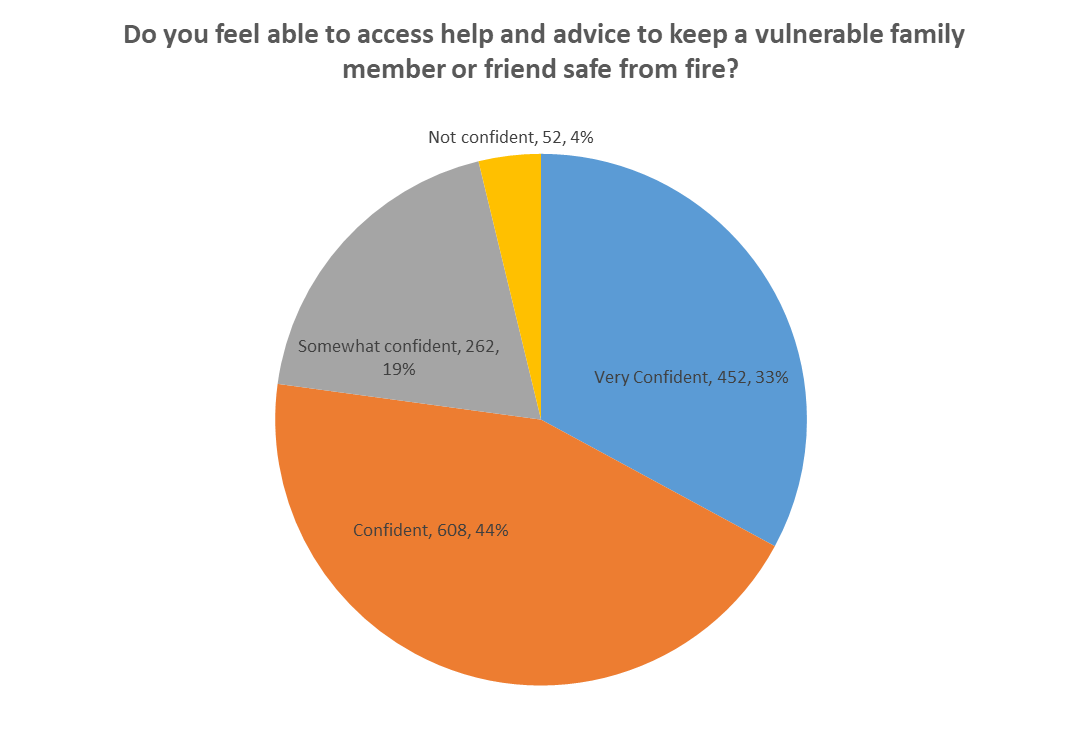 Do you feel able to access help and advice to keep a vulnerable family
member or friend safe from fire?
Not confident, 52, 4%
Somewhat confident, 262,
19%
Very Confident, 452, 33%
Confident, 608, 44%